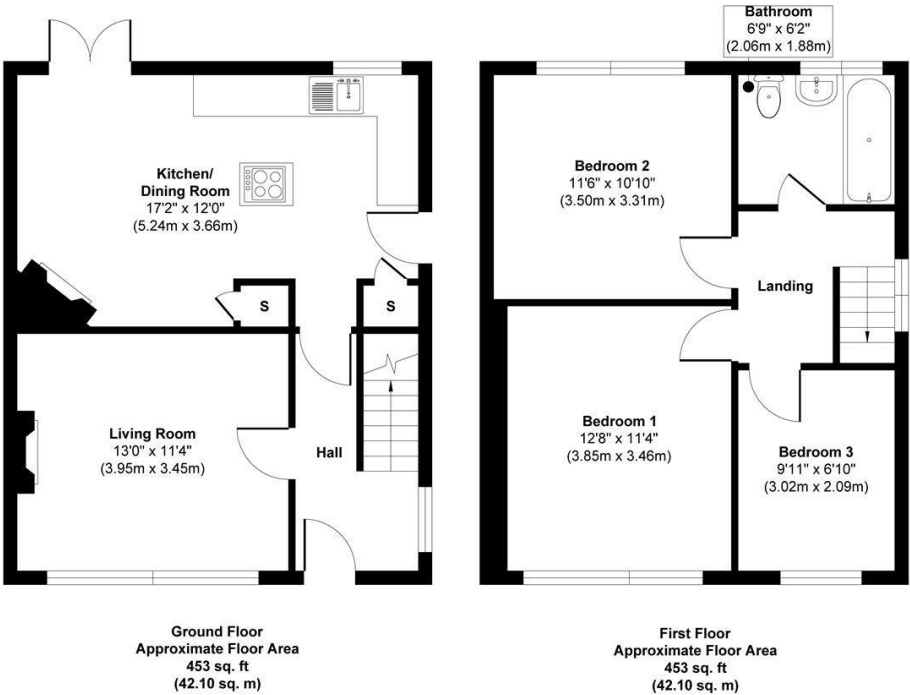 Bathroom
6'9" x 6'2"
(2.06m x 1.88m)
Kitchen/
Dining Room
17'2" x 12'0"
(5.24m x 3.66m)
S
S
Living Room
13'0" x 11'4"
(3.95m x 3.45m)
Hall
Bedroom 2
11'6" x 10'10"
(3.50m x 3.31m)
Landing
Bedroom 1
12'8" x 11'4"
(3.85m x 3.46m)
Bedroom 3
9'11" x 6'10"
(3.02m x 2.09m)
Ground Floor
Approximate Floor Area
453 sq. ft
(42.10 sq. m)
First Floor
Approximate Floor Area
453 sq. ft
(42.10 sq. m)